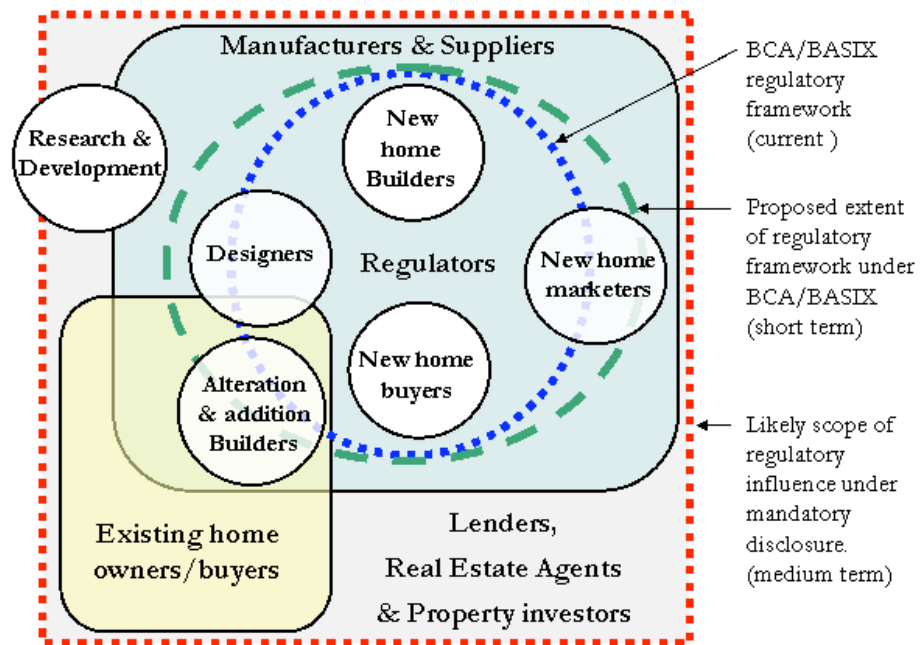 Manufacturers & Suppliers
Research &
Development
New
home
Builders
Designers
Regulators
New home
marketers
New home
buyers
Alteration
& addition
Builders
Existing home
owners/buyers
Lenders,
Real Estate Agents
& Property investors
BCA/BASIX
regulatory
framework
(current )
Proposed extent
of regulatory
framework under
BCA/BASIX
(short term)
Likely scope of
regulatory
influence under
mandatory
disclosure.
(medium term)